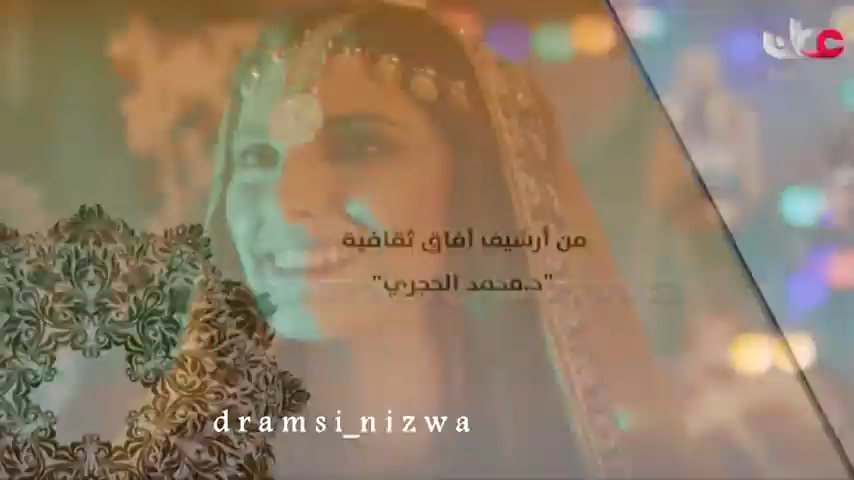 من أرشيف آفاق ثقافية
"د.محمد الحجري"
dramsi_nizwa